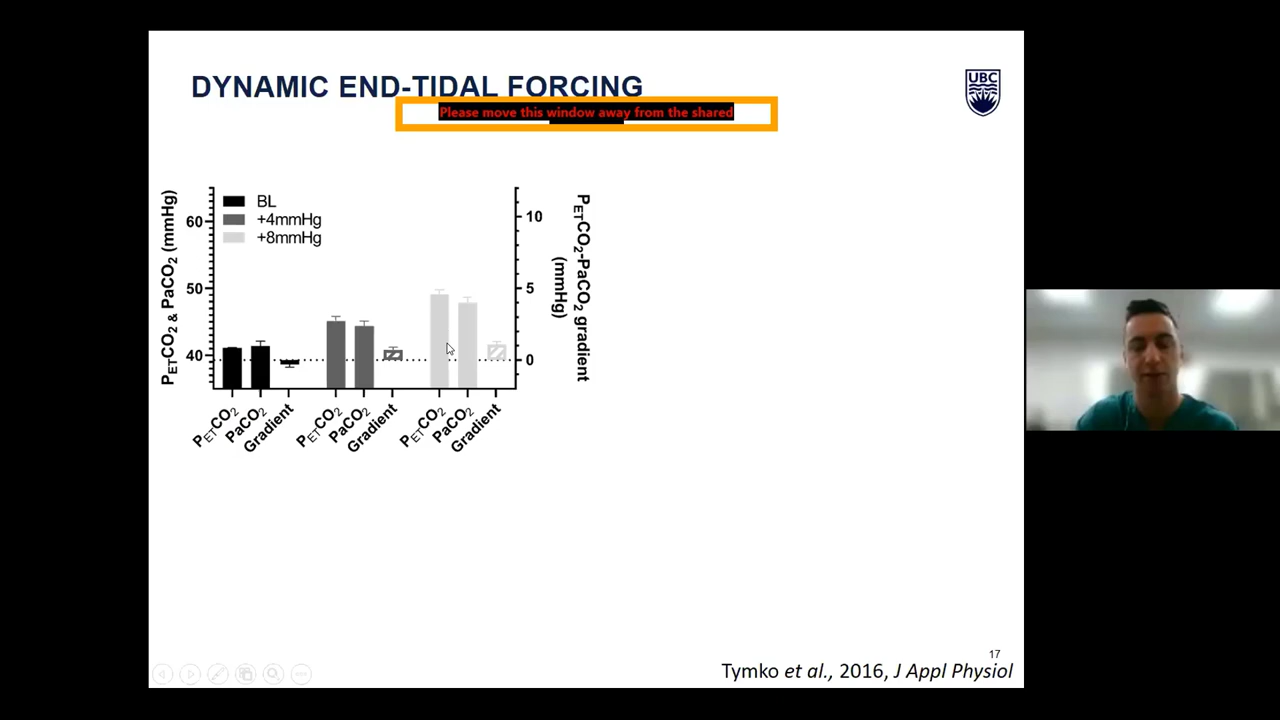 DYNAMIC END-TIDAL FORCING
UBC
Please move this window away from the shared
PETCO2 & PaCO2 (mmHg)
60
50
40
BL
+4mmHg
+8mmHg
10
5
0
PETCO2-PaCO2 gradient
(mmHg)
PETCO2
PaCO2
Gradient
PETCO2
PaCO2
Gradient
PETCO2
PaCO2
Gradient
17
Tymko et al., 2016, J Appl Physiol